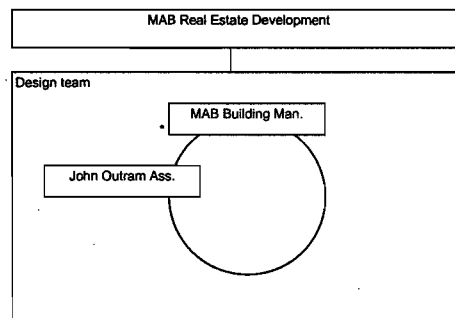 MAB Real Estate Development
Design team
MAB Building Man.
John Outram Ass.